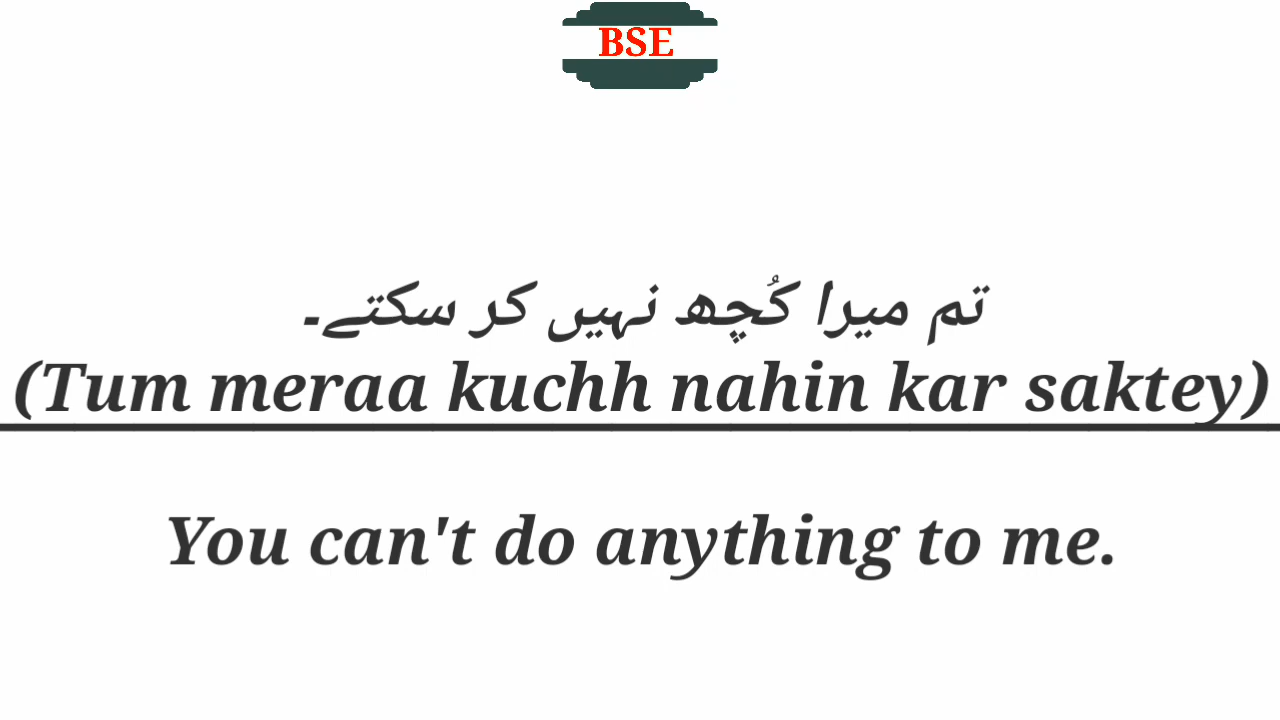 BSE
تم میرا کُچھ نہیں کر سکتے۔
(Tum meraa kuchh nahin kar saktey)
You can't do anything to me.